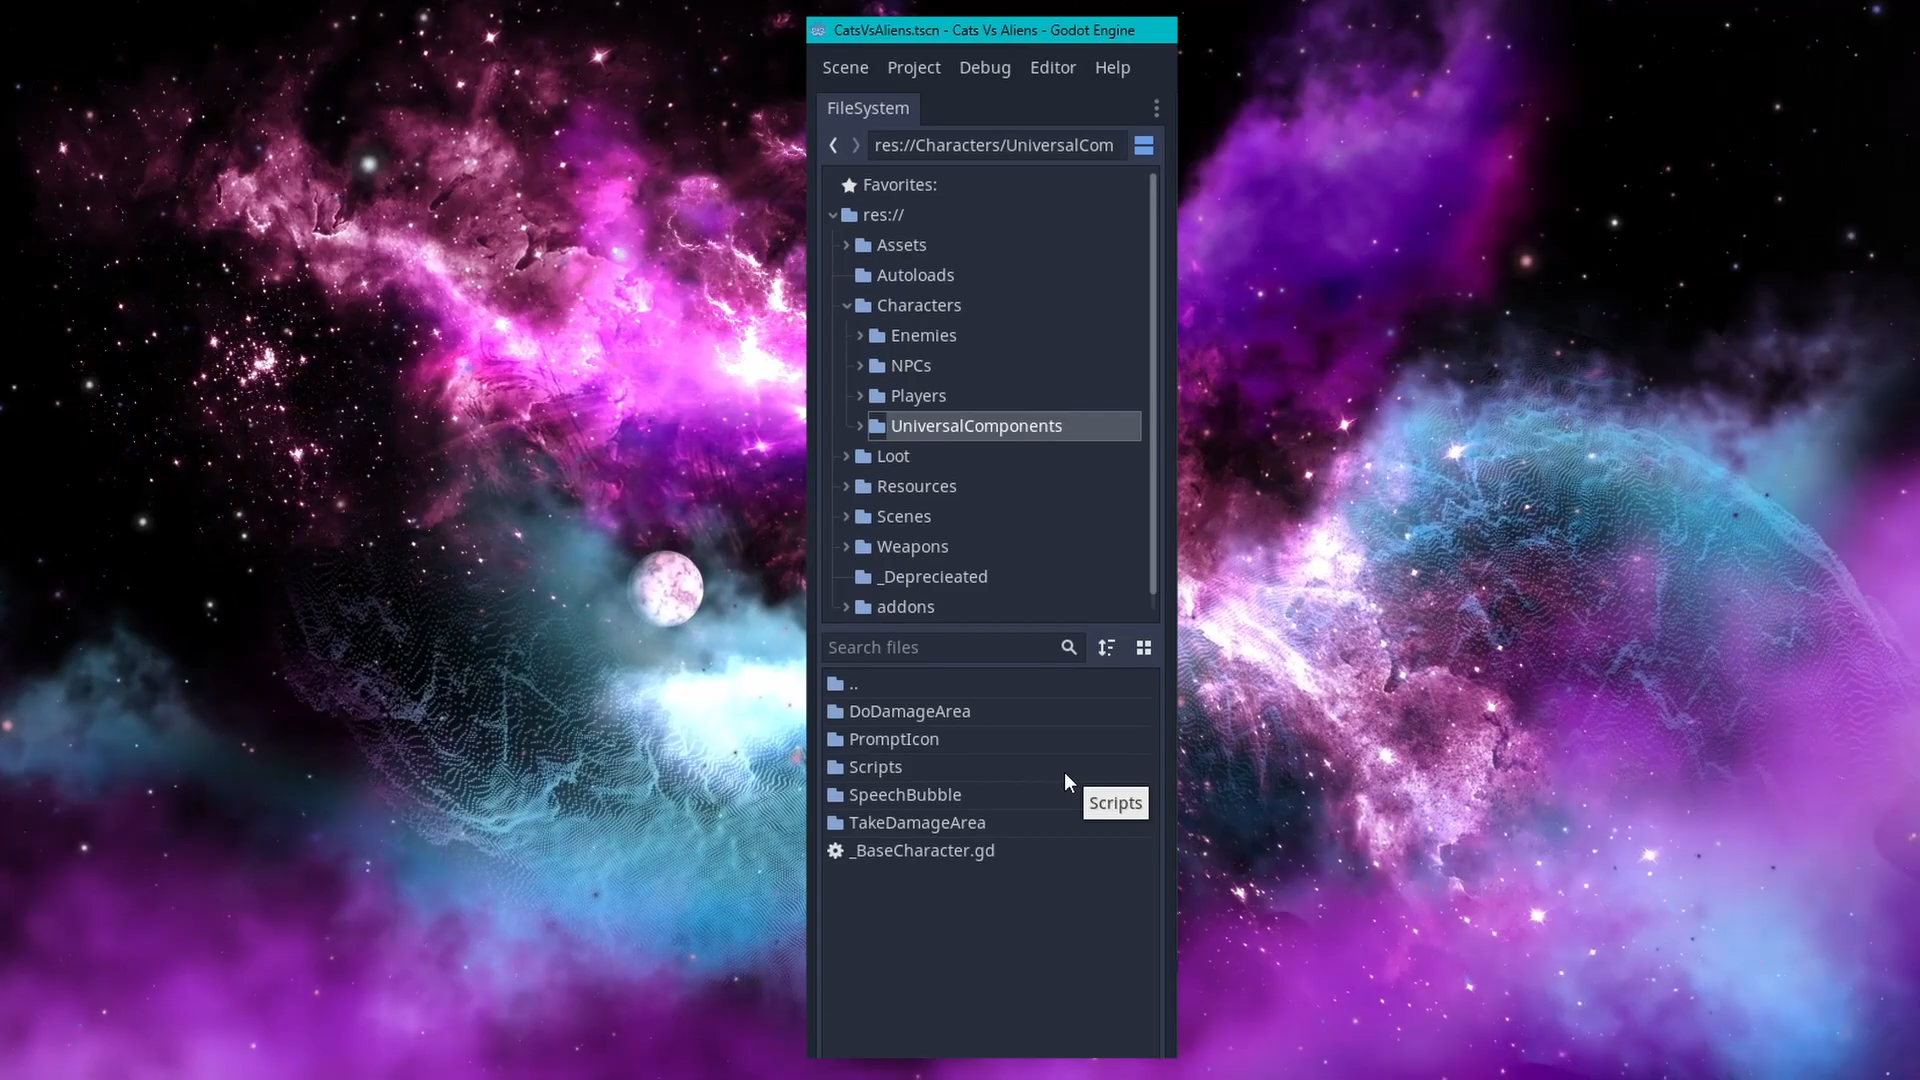 CatsVsAliens.tscn - Cats Vs Aliens - Godot Engine
Scene Project Debug Editor Help
FileSystem
res://Characters/UniversalCom
Favorites:
res://
Assets
Autoloads
Characters
Enemies
NPCs
Players
UniversalComponents
Loot
Resources
Scenes
Weapons
_Deprecieated
addons
Search files
..
DoDamageArea
PromptIcon
Scripts
SpeechBubble
Scripts
TakeDamageArea
_BaseCharacter.gd